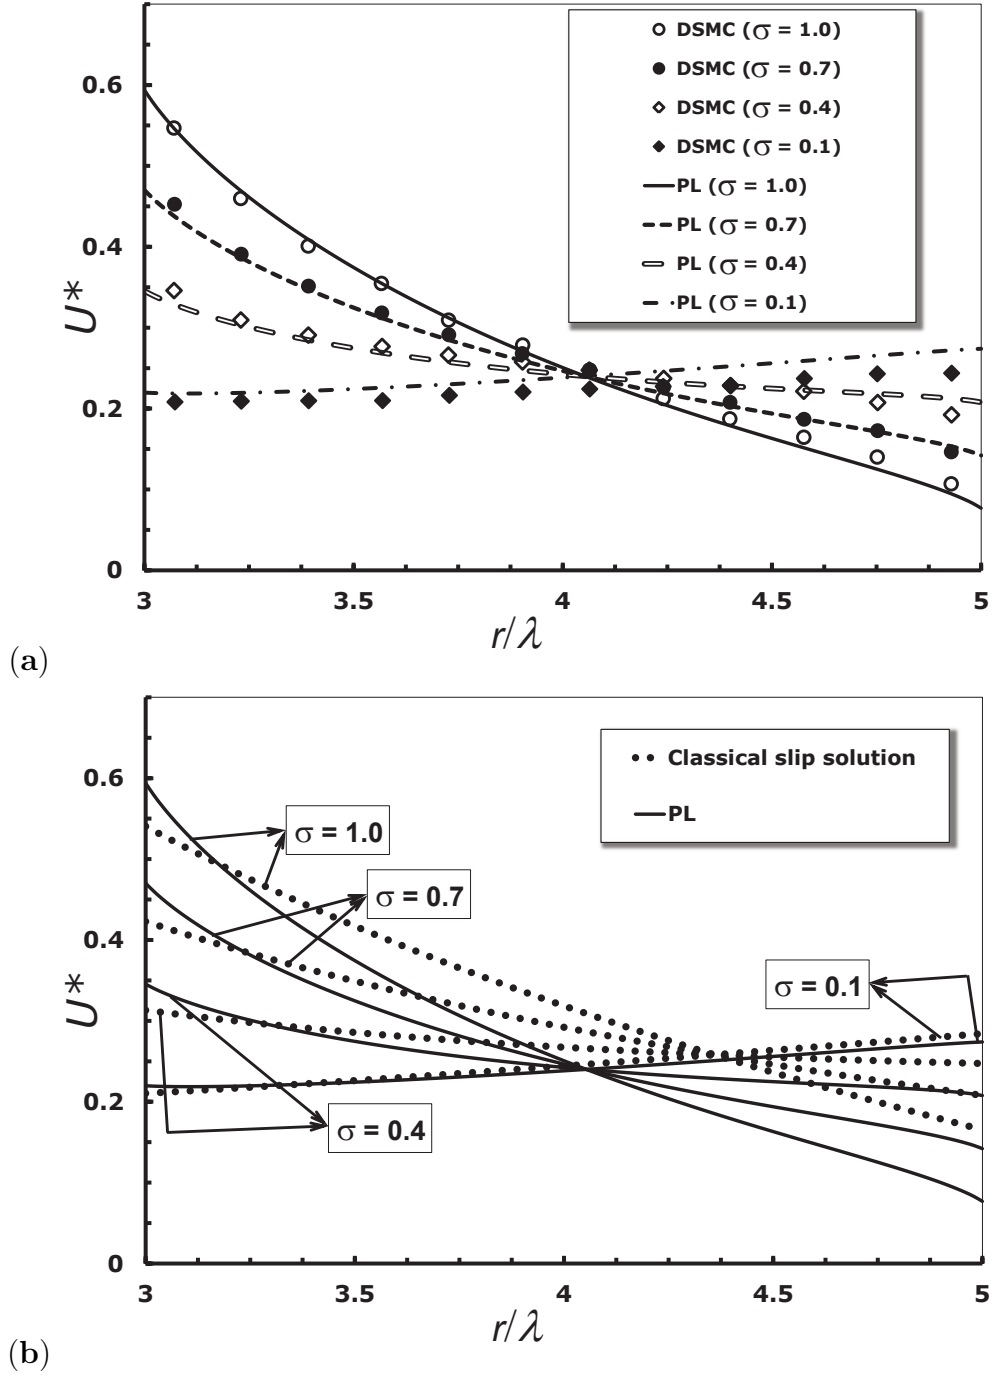 DSMC (σ = 1.0)
DSMC (σ = 0.7)
DSMC (σ = 0.4)
DSMC (σ = 0.1)
PL (σ = 1.0)
PL (σ = 0.7)
PL (σ = 0.4)
PL (σ = 0.1)
0.6
0.4
U*
0.2
0
3 3.5 4 4.5 5
r/λ
(a)
Classical slip solution
PL
0.6
σ = 1.0
σ = 0.7
0.4
σ = 0.1
U*
0.2
σ = 0.4
0
3 3.5 4 4.5 5
r/λ
(b)